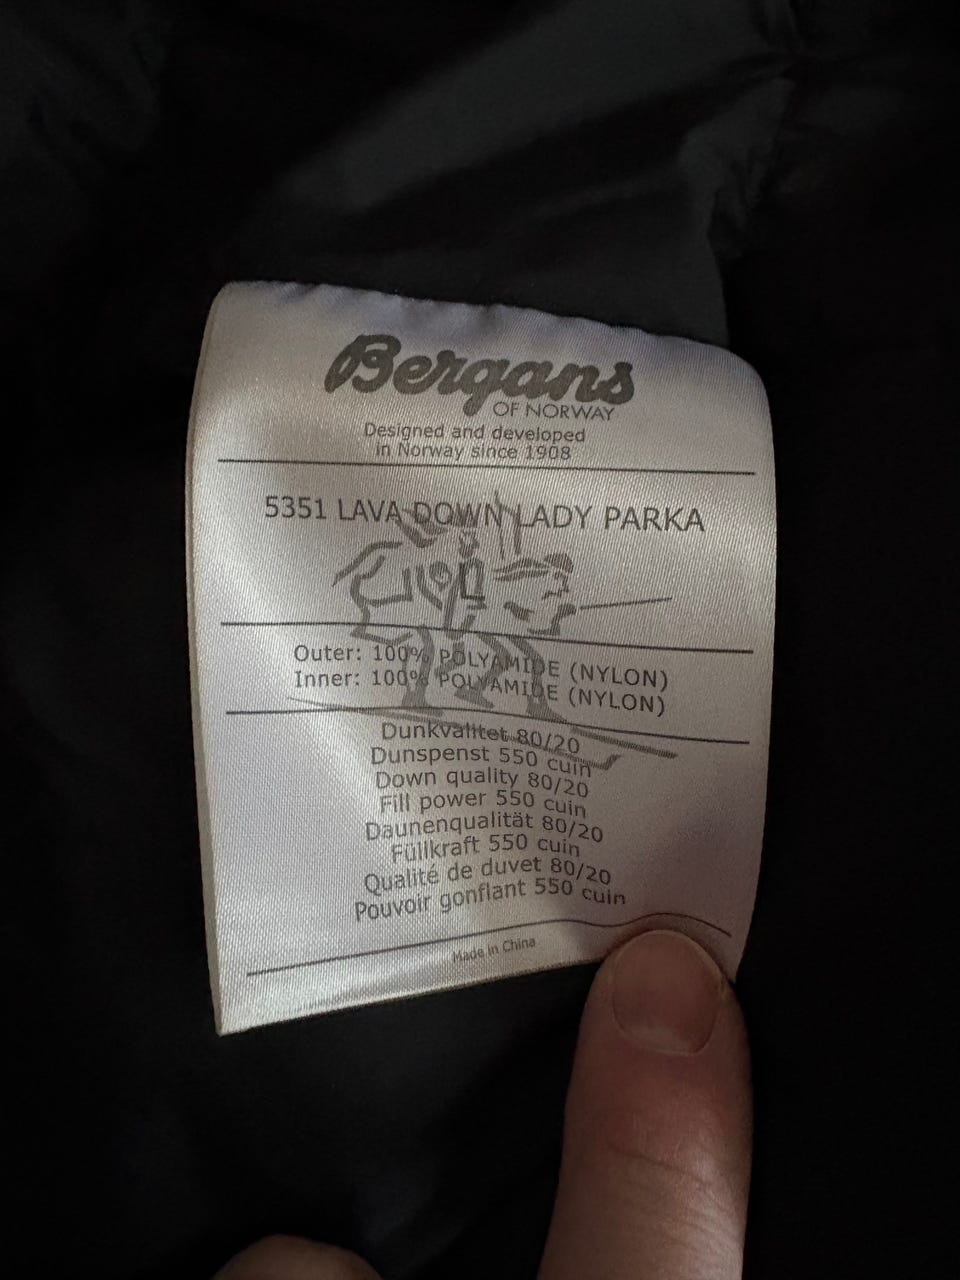 Bergans
OF NORWAY
Designed and developed
in Norway since 1908
5351 LAVA DOWN LADY PARKA
Outer: 100% POLYAMIDE (NYLON)
Inner: 100% POLYAMIDE (NYLON)
Dunkvalitet 80/20
Dunspenst 550 cuin
Down quality 80/20
Fill power 550 cuin
Daunenqualität 80/20
Füllkraft 550 cuin
Qualité de duvet 80/20
Pouvoir gonflant 550 cuin
Made in China